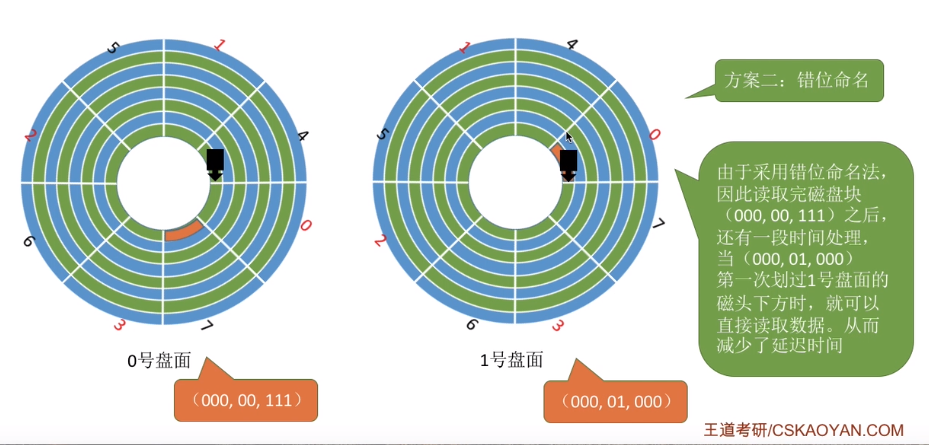 5
1
2
4
6
0
3
7
0号盘面
(000, 00, 111)
1
4
5
0
2
7
6
3
1号盘面
(000, 01, 000)
方案二：错位命名
由于采用错位命名法，
因此读取完磁盘块
（000, 00, 111）之后，
还有一段时间处理，
当（000, 01, 000）
第一次划过1号盘面的
磁头下方时，就可以
直接读取数据。从而
减少了延迟时间
王道考研/CSKAOYAN.COM